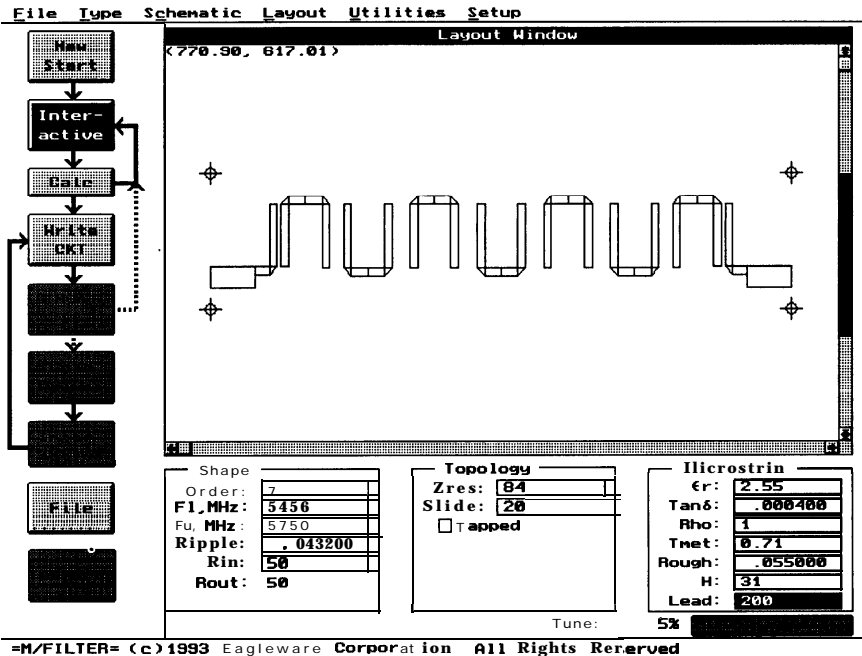 File Type Schematic Layout Utilities Setup
Layout Window
(770.90, 617.01)
New
Start
Inter-
active
Calc
Write
CKT
File
Shape
Order: 7
Fl,MHz: 5456
Fu, MHz: 5750
Ripple: .043200
Rin: 50
Rout: 50
Topology
Zres: 84
Slide: 20
Tapped
Ilicrostrin
€r: 2.55
Tanδ: .000400
Rho: 1
Tmet: 0.71
Rough: .055000
H: 31
Lead: 200
Tune: 5%
=M/FILTER= (c)1993 Eagleware Corporation All Rights Rererved